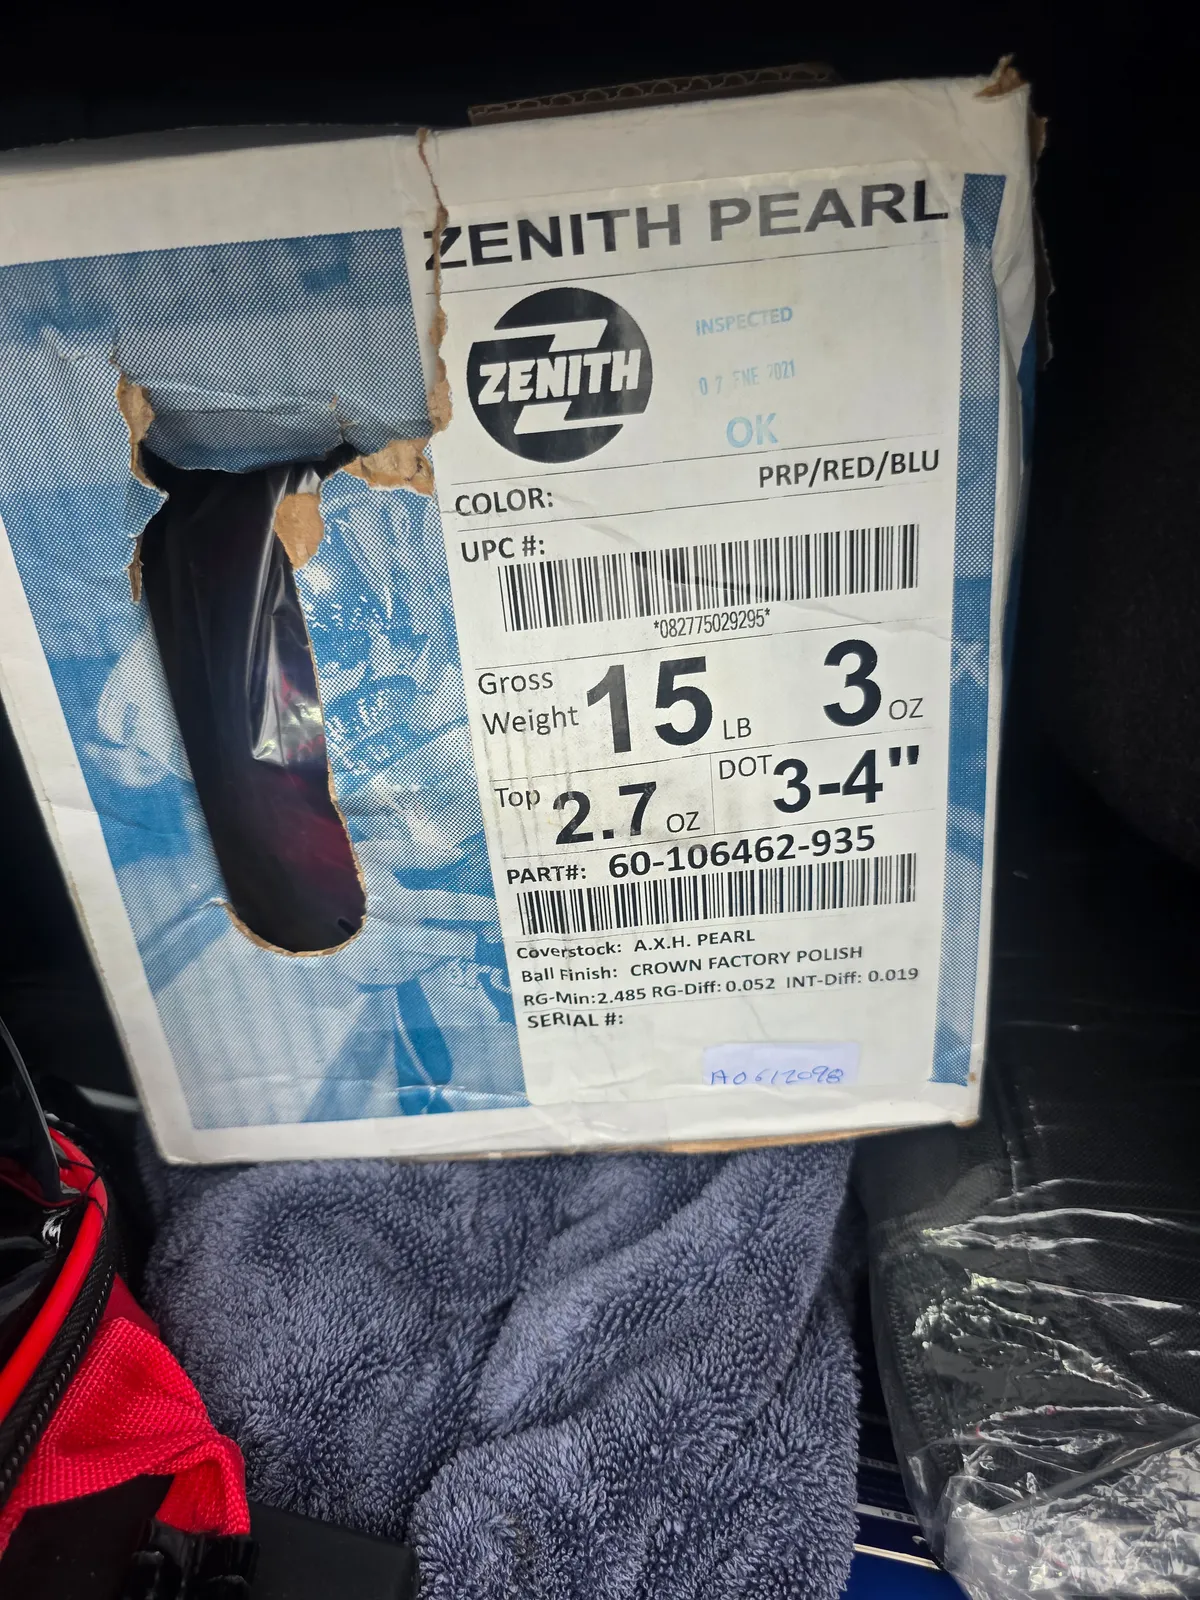 ZENITH PEARL
ZENITH
INSPECTED
07 ENE 2021
OK
COLOR: PRP/RED/BLU
UPC #:
*082775029295*
Gross Weight 15 LB 3 OZ
Top 2.7 OZ DOT 3-4"
PART#: 60-106462-935
Coverstock: A.X.H. PEARL
Ball Finish: CROWN FACTORY POLISH
RG-Min:2.485 RG-Diff: 0.052 INT-Diff: 0.019
SERIAL #:
A0612098